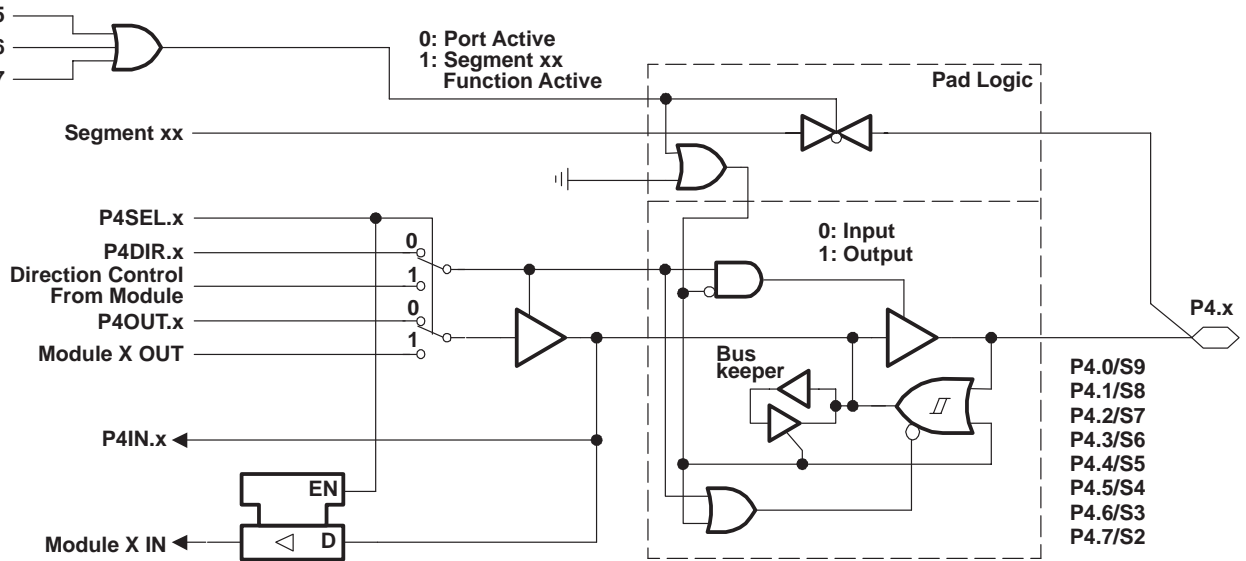 5
6
7
0: Port Active
1: Segment xx
Function Active
Pad Logic
Segment xx
P4SEL.x
P4DIR.x
0
Direction Control
From Module
1
P4OUT.x
0
Module X OUT
1
0: Input
1: Output
P4.x
Bus
keeper
P4IN.x
EN
D
Module X IN
P4.0/S9
P4.1/S8
P4.2/S7
P4.3/S6
P4.4/S5
P4.5/S4
P4.6/S3
P4.7/S2